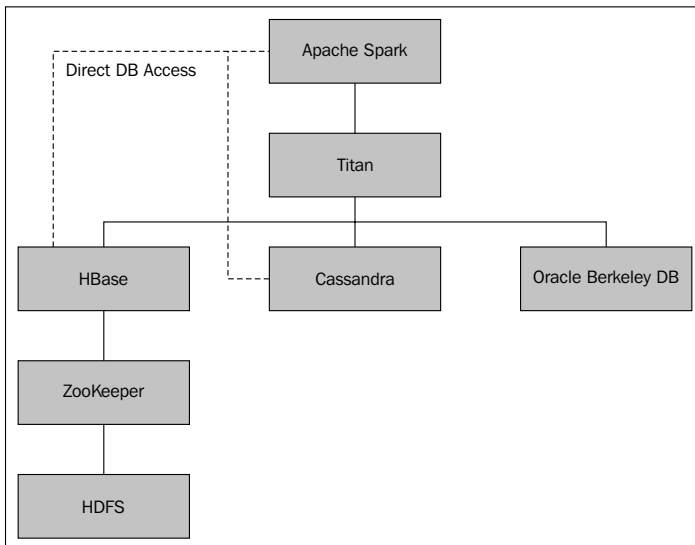 Apache Spark
Direct DB Access
Titan
HBase
Cassandra
Oracle Berkeley DB
ZooKeeper
HDFS